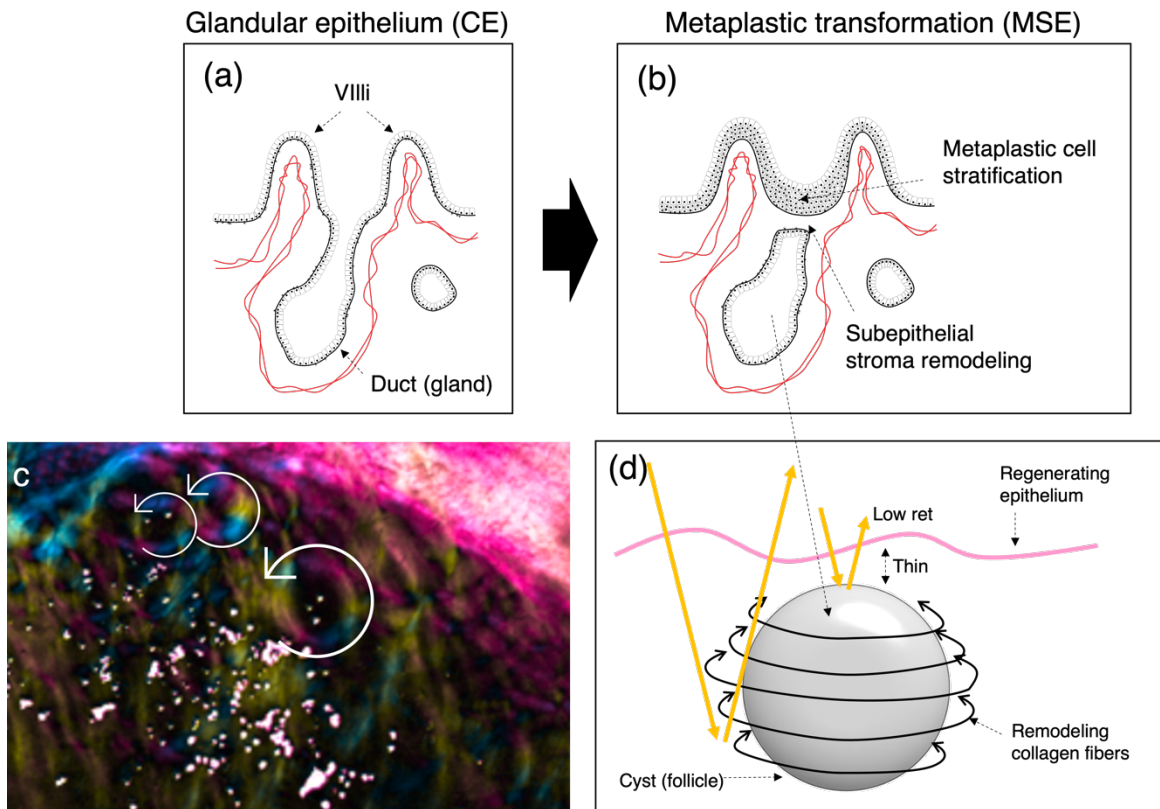 Glandular epithelium (CE)
Metaplastic transformation (MSE)
(a)
VIlli
Duct (gland)
(b)
Metaplastic cell
stratification
Subepithelial
stroma remodeling
c
(d)
Regenerating
epithelium
Low ret
Thin
Remodeling
collagen fibers
Cyst (follicle)